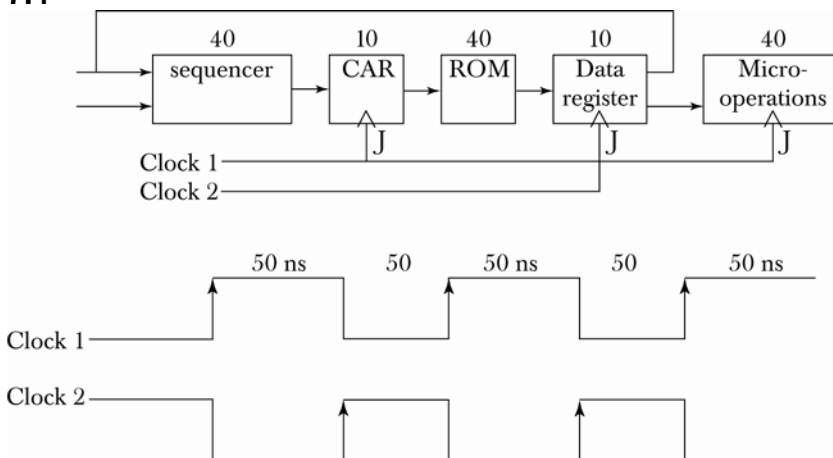 40 10 40 10 40
sequencer CAR ROM Data Micro-
register operations
J J J
Clock 1
Clock 2
50 ns 50 50 ns 50 50 ns
Clock 1
Clock 2